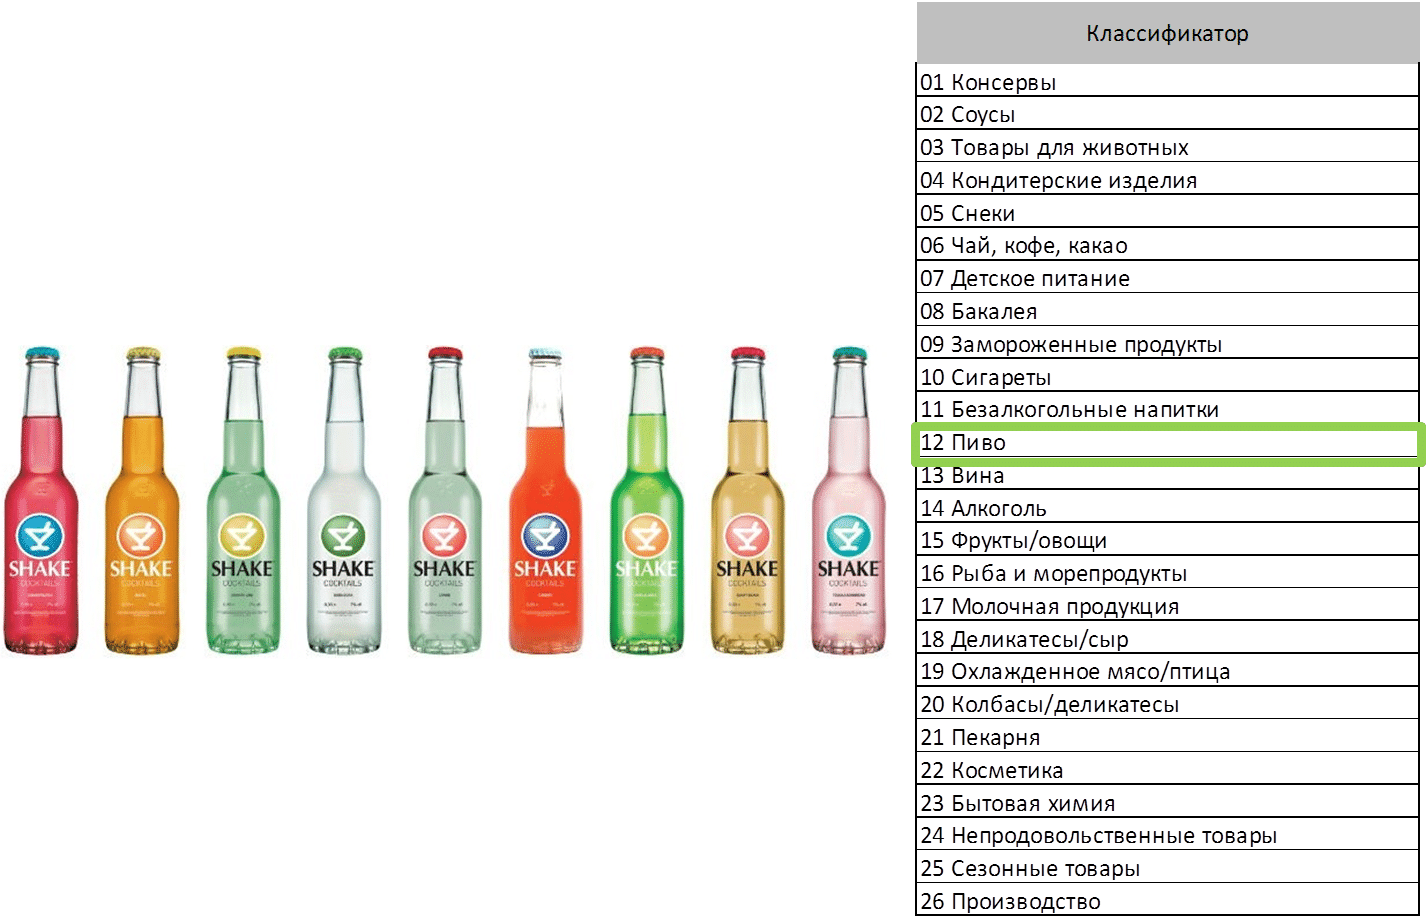 SHAKE
COCKTAILS
SHAKE
COCKTAILS
SHAKE
COCKTAILS
SHAKE
COCKTAILS
SHAKE
COCKTAILS
SHAKE
COCKTAILS
SHAKE
COCKTAILS
SHAKE
COCKTAILS
SHAKE
COCKTAILS
Классификатор
01 Консервы
02 Соусы
03 Товары для животных
04 Кондитерские изделия
05 Снеки
06 Чай, кофе, какао
07 Детское питание
08 Бакалея
09 Замороженные продукты
10 Сигареты
11 Безалкогольные напитки
12 Пиво
13 Вина
14 Алкоголь
15 Фрукты/овощи
16 Рыба и морепродукты
17 Молочная продукция
18 Деликатесы/сыр
19 Охлажденное мясо/птица
20 Колбасы/деликатесы
21 Пекарня
22 Косметика
23 Бытовая химия
24 Непродовольственные товары
25 Сезонные товары
26 Производство